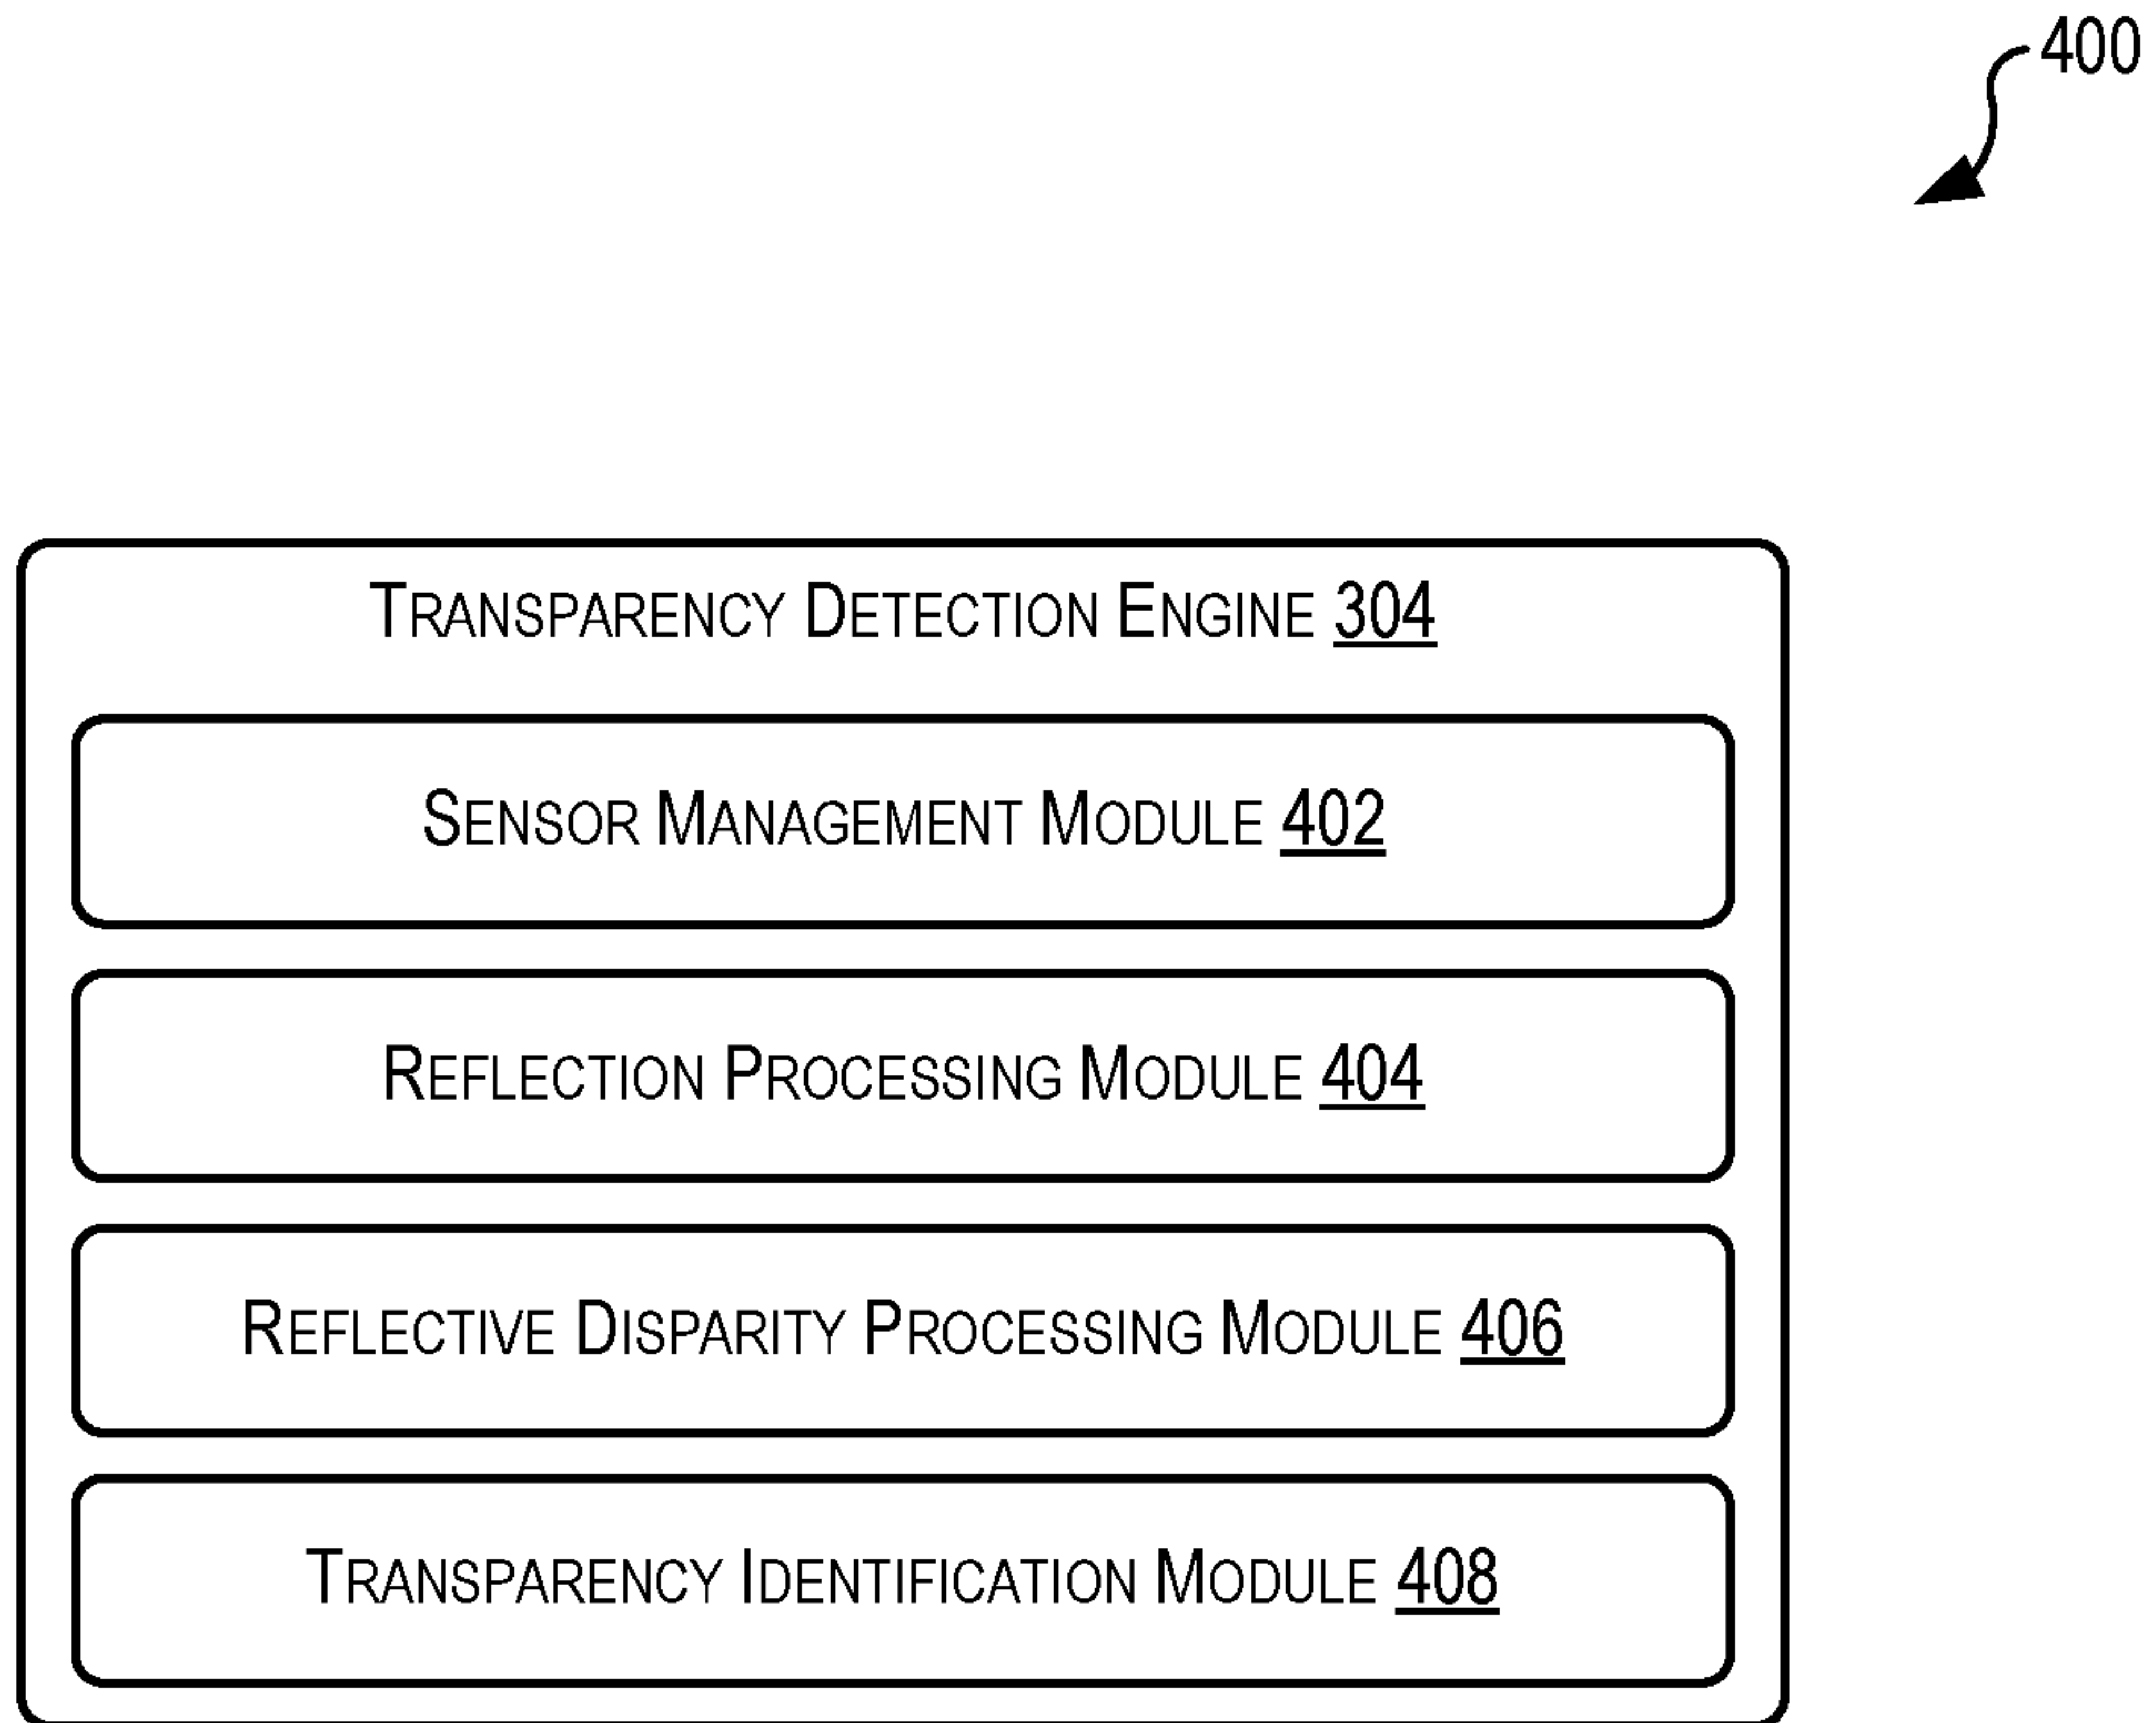 400
TRANSPARENCY DETECTION ENGINE 304
SENSOR MANAGEMENT MODULE 402
REFLECTION PROCESSING MODULE 404
REFLECTIVE DISPARITY PROCESSING MODULE 406
TRANSPARENCY IDENTIFICATION MODULE 408